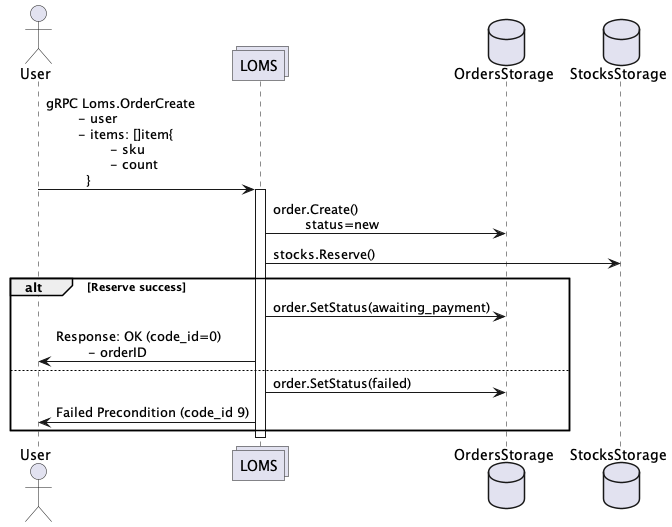 User
LOMS
OrdersStorage
StocksStorage
gRPC Loms.OrderCreate
- user
- items: []item{
- sku
- count
}
order.Create()
status=new
stocks.Reserve()
alt
[Reserve success]
order.SetStatus(awaiting_payment)
Response: OK (code_id=0)
- orderID
order.SetStatus(failed)
Failed Precondition (code_id 9)
User
LOMS
OrdersStorage
StocksStorage